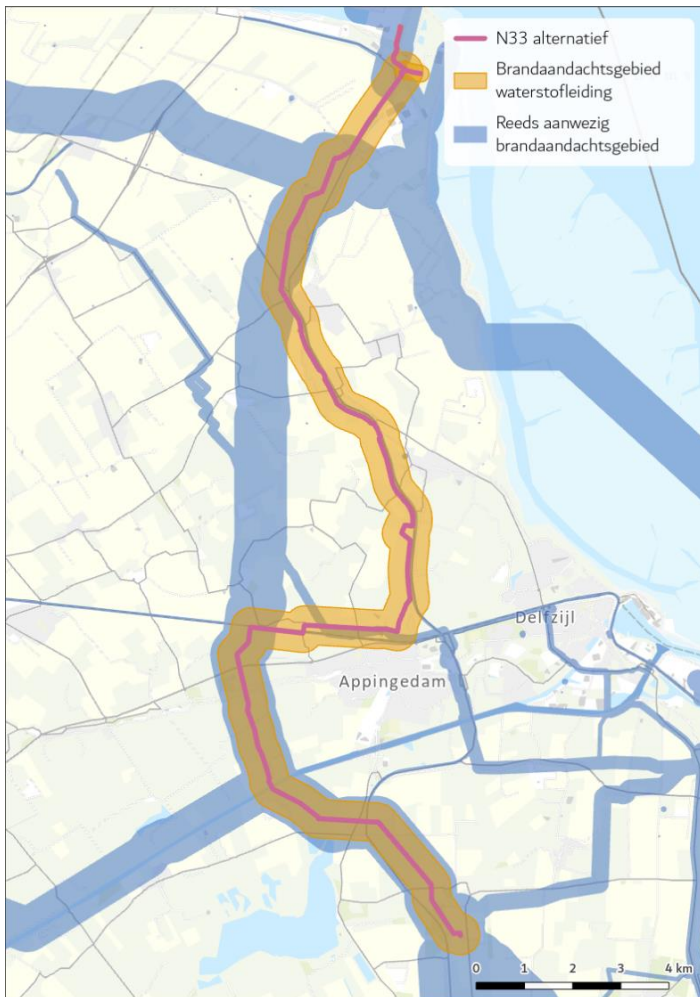 N33 alternatief
Brandaandachtsgebied
waterstofleiding
Reeds aanwezig
brandaandachtsgebied
Delfzijl
Appingedam
0 1 2 3 4 km